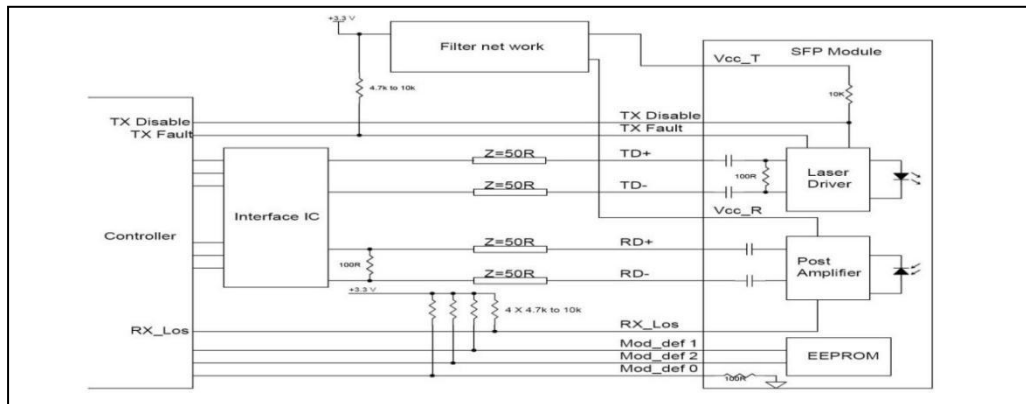 +3.3 V
Filter net work
SFP Module
Vcc_T
4.7k to 10k
10K
TX Disable
TX Disable
TX Fault
TX Fault
Z=50R
TD+
100R
Laser
Driver
Z=50R
TD-
Interface IC
Vcc_R
Controller
Z=50R
RD+
100R
Post
Amplifier
Z=50R
RD-
+3.3 V
4 X 4.7k to 10k
RX_Los
RX_Los
Mod_def 1
Mod_def 2
EEPROM
Mod_def 0
100R